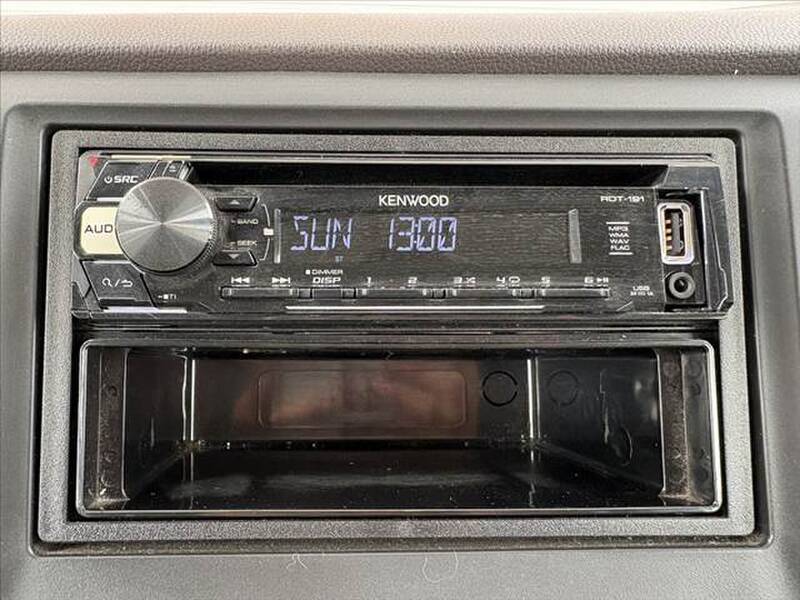 SRC
KENWOOD
RDT-191
AUD
BAND
SEEK
SUN 13:00
ST
MP3
WMA
WAV
FLAC
DIMMER
DISP 1 2 3 4 5 6
USB